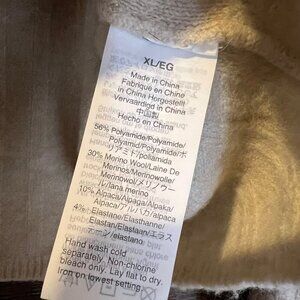 XL/EG
Made in China
Fabriqué en Chine
in China Hergestellt
Vervaardigd in China
中国製
Hecho en China
56% Polyamide/Polyamide/
Polyamid/Polyamide/ポ
リアミド/poliamida
30% Merino Wool/Laine De
Merinos/Merinowolle/
Merinowol/メリノウー
ル/lana merino
10% Alpaca/Alpaga/Alpaka/
Alpaca/アルパカ/alpaca
4% Elastane/Elasthanne/
Elastan/Elastaan/エラス
タン/elastano
Hand wash cold
separately. Non-chlorine
bleach only. Lay flat to dry.
Iron on lowest setting.